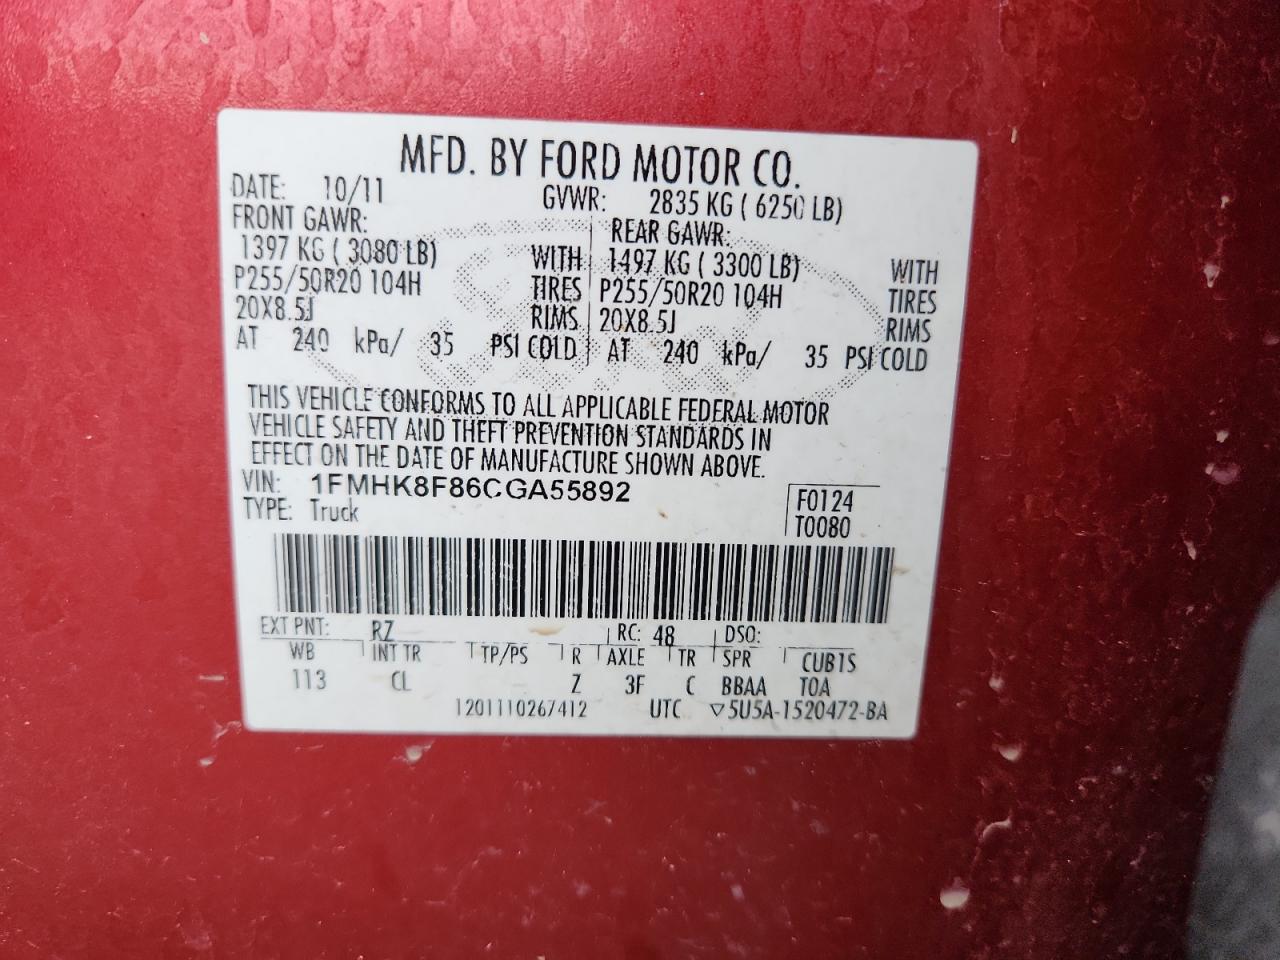 MFD. BY FORD MOTOR CO.
DATE: 10/11 GVWR: 2835 KG ( 6250 LB)
FRONT GAWR: REAR GAWR:
1397 KG ( 3080 LB) WITH 1497 KG ( 3300 LB) WITH
P255/50R20 104H TIRES P255/50R20 104H TIRES
20X8.5J RIMS 20X8.5J RIMS
AT 240 kPa/ 35 PSI COLD AT 240 kPa/ 35 PSI COLD
THIS VEHICLE CONFORMS TO ALL APPLICABLE FEDERAL MOTOR
VEHICLE SAFETY AND THEFT PREVENTION STANDARDS IN
EFFECT ON THE DATE OF MANUFACTURE SHOWN ABOVE.
VIN: 1FMHK8F86CGA55892 F0124
TYPE: Truck T0080
EXT PNT: RZ RC: 48 DSO:
WB INT TR TP/PS R AXLE TR SPR CUB1S
113 CL Z 3F C BBAA TOA
1201110267412 UTC ▽5U5A-1520472-BA